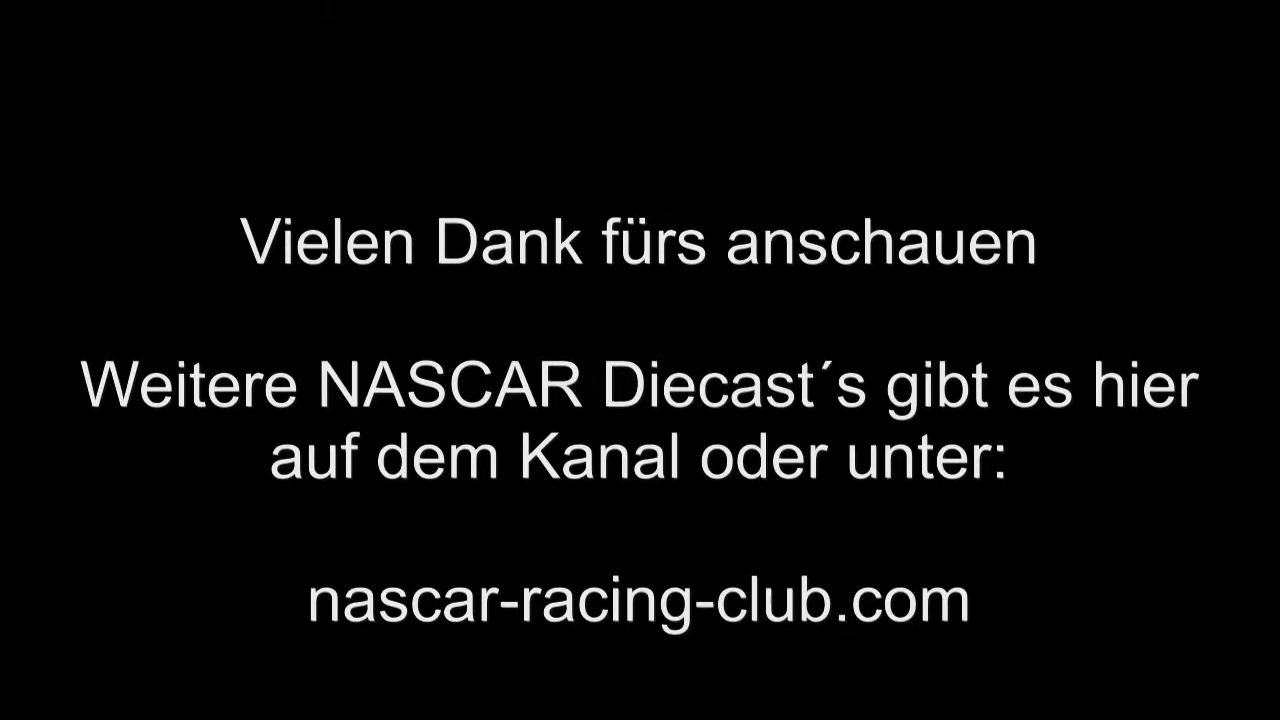 Vielen Dank fürs anschauen
Weitere NASCAR Diecast´s gibt es hier
auf dem Kanal oder unter:
nascar-racing-club.com